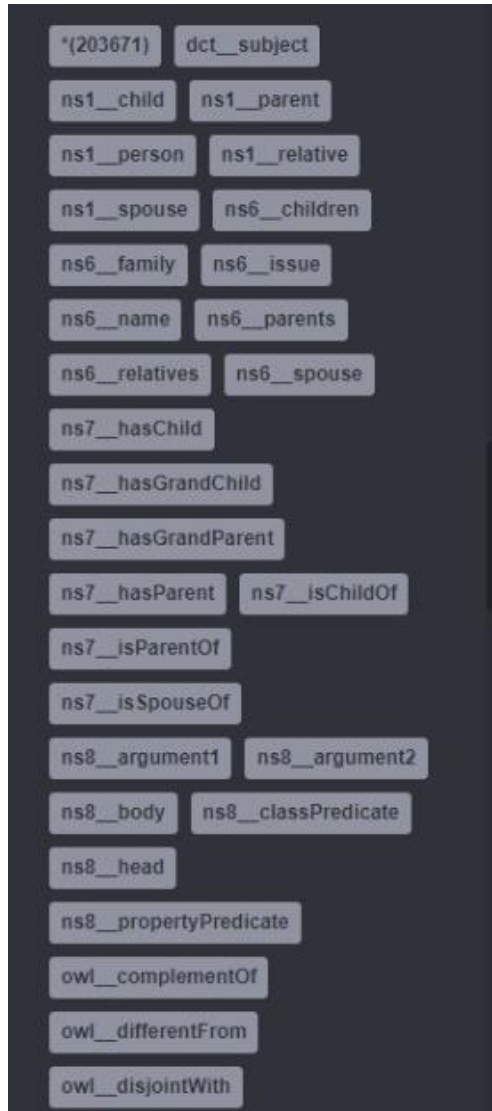 *(203671) dct__subject
ns1__child ns1__parent
ns1__person ns1__relative
ns1__spouse ns6__children
ns6__family ns6__issue
ns6__name ns6__parents
ns6__relatives ns6__spouse
ns7__hasChild
ns7__hasGrandChild
ns7__hasGrandParent
ns7__hasParent ns7__isChildOf
ns7__isParentOf
ns7__isSpouseOf
ns8__argument1 ns8__argument2
ns8__body ns8__classPredicate
ns8__head
ns8__propertyPredicate
owl__complementOf
owl__differentFrom
owl__disjointWith